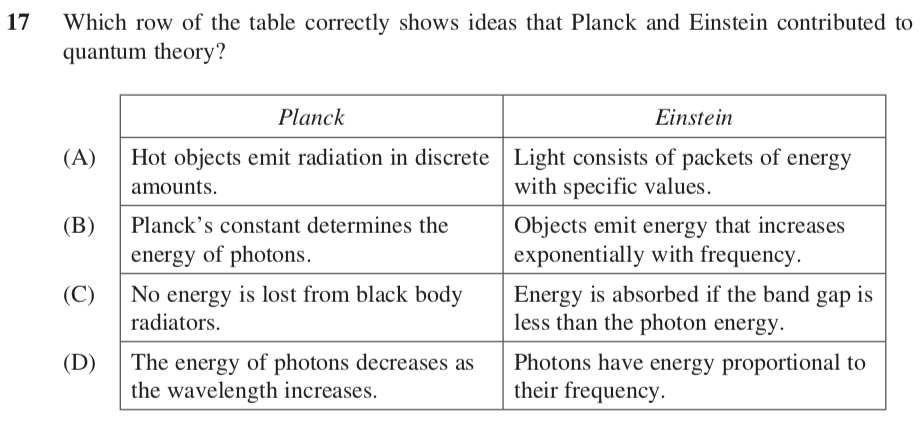 17 Which row of the table correctly shows ideas that Planck and Einstein contributed to
quantum theory?
Planck Einstein
(A) Hot objects emit radiation in discrete Light consists of packets of energy
amounts. with specific values.
(B) Planck's constant determines the Objects emit energy that increases
energy of photons. exponentially with frequency.
(C) No energy is lost from black body Energy is absorbed if the band gap is
radiators. less than the photon energy.
(D) The energy of photons decreases as Photons have energy proportional to
the wavelength increases. their frequency.